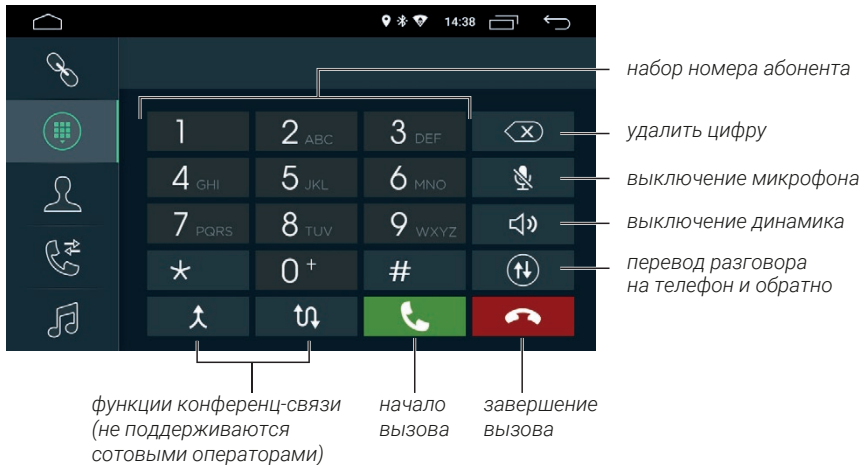 14:38
набор номера абонента
1 2 ABC 3 DEF
удалить цифру
4 GHI 5 JKL 6 MNO
выключение микрофона
7 PQRS 8 TUV 9 WXYZ
выключение динамика
* 0 + #
перевод разговора
на телефон и обратно
функции конференц-связи
(не поддерживаются
сотовыми операторами)
начало
вызова
завершение
вызова